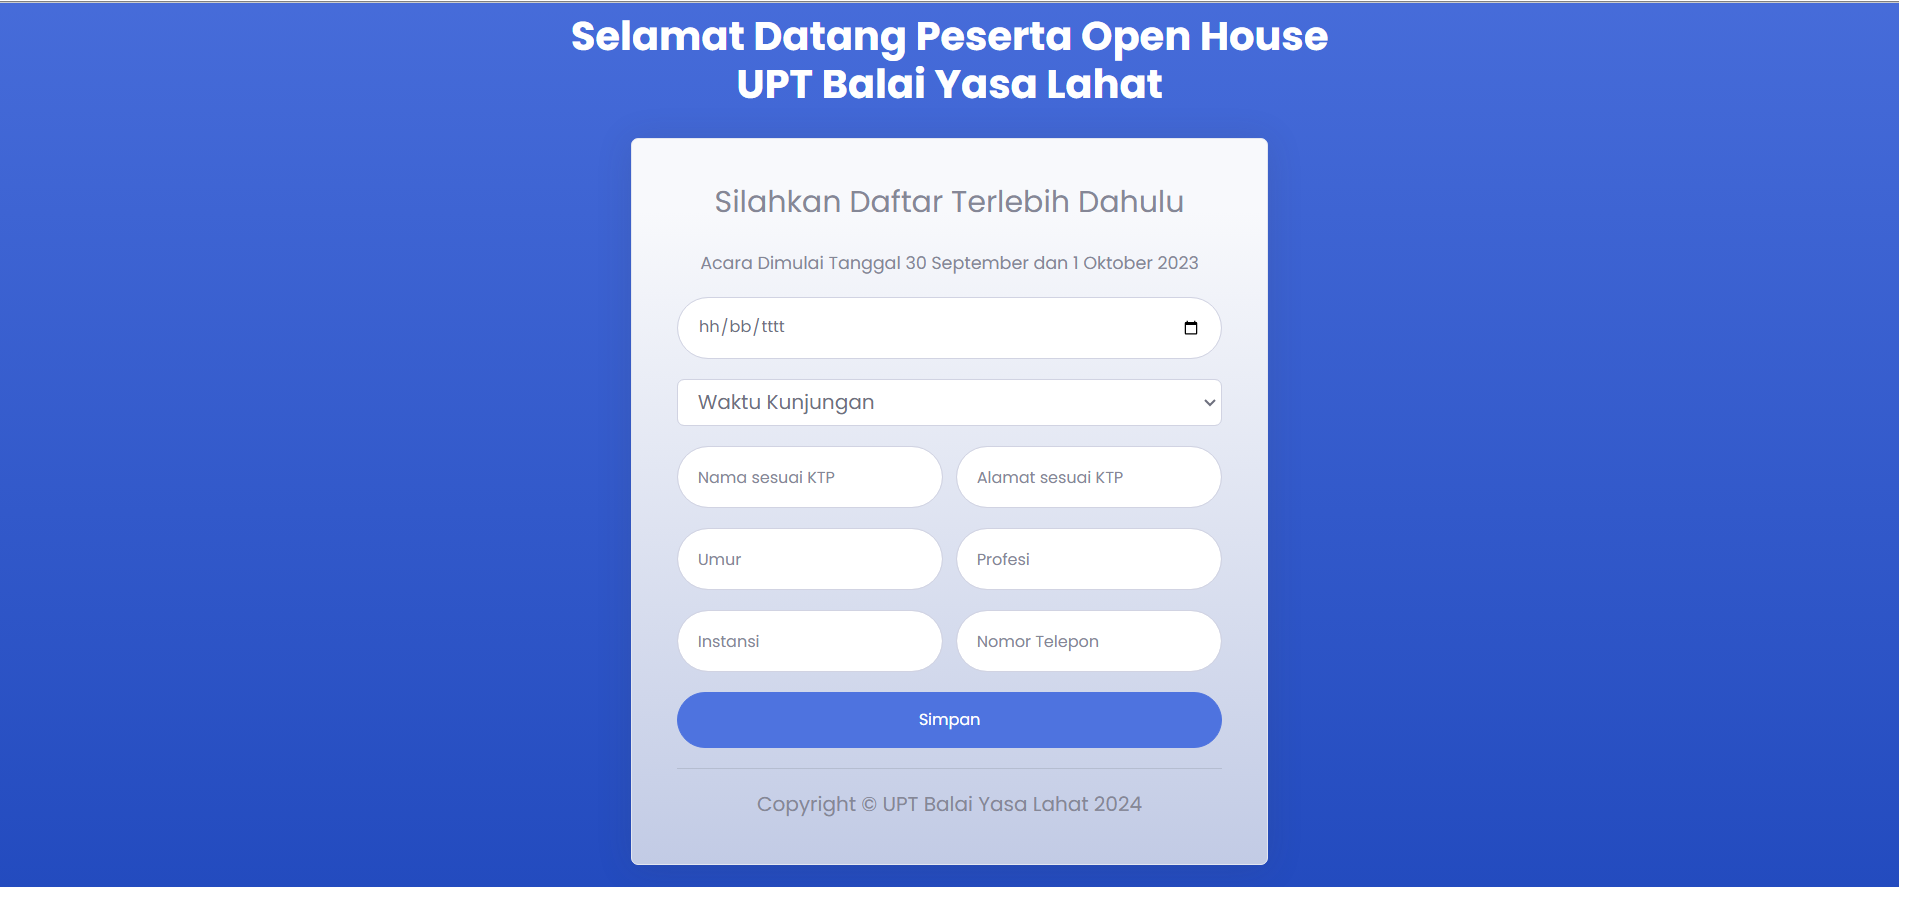 Selamat Datang Peserta Open House
UPT Balai Yasa Lahat
Silahkan Daftar Terlebih Dahulu
Acara Dimulai Tanggal 30 September dan 1 Oktober 2023
hh/bb/tttt
Waktu Kunjungan
Nama sesuai KTP
Alamat sesuai KTP
Umur
Profesi
Instansi
Nomor Telepon
Simpan
Copyright © UPT Balai Yasa Lahat 2024